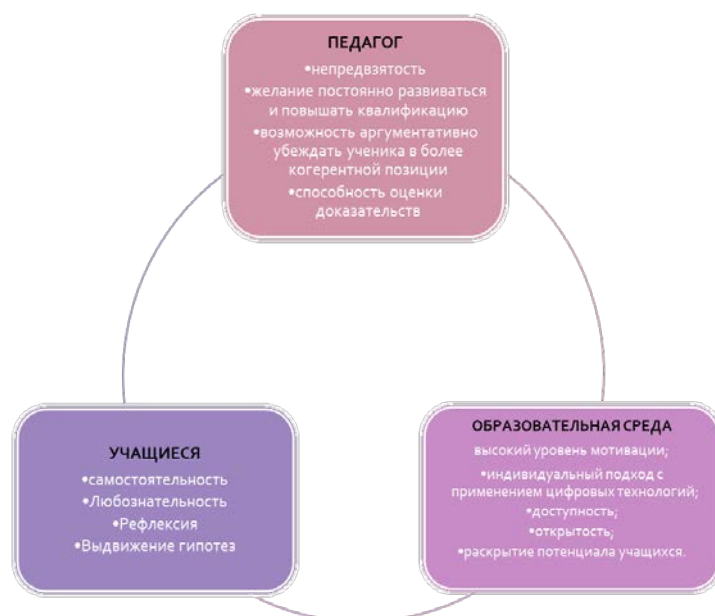 ПЕДАГОГ
•непредвзятость
•желание постоянно развиваться
и повышать квалификацию
•возможность аргументативно
убеждать ученика в более
когерентной позиции
•способность оценки
доказательств
УЧАЩИЕСЯ
•самостоятельность
•Любознательность
•Рефлексия
•Выдвижение гипотез
ОБРАЗОВАТЕЛЬНАЯ СРЕДА
высокий уровень мотивации;
•индивидуальный подход с
применением цифровых технологий;
•доступность;
•открытость;
•раскрытие потенциала учащихся.